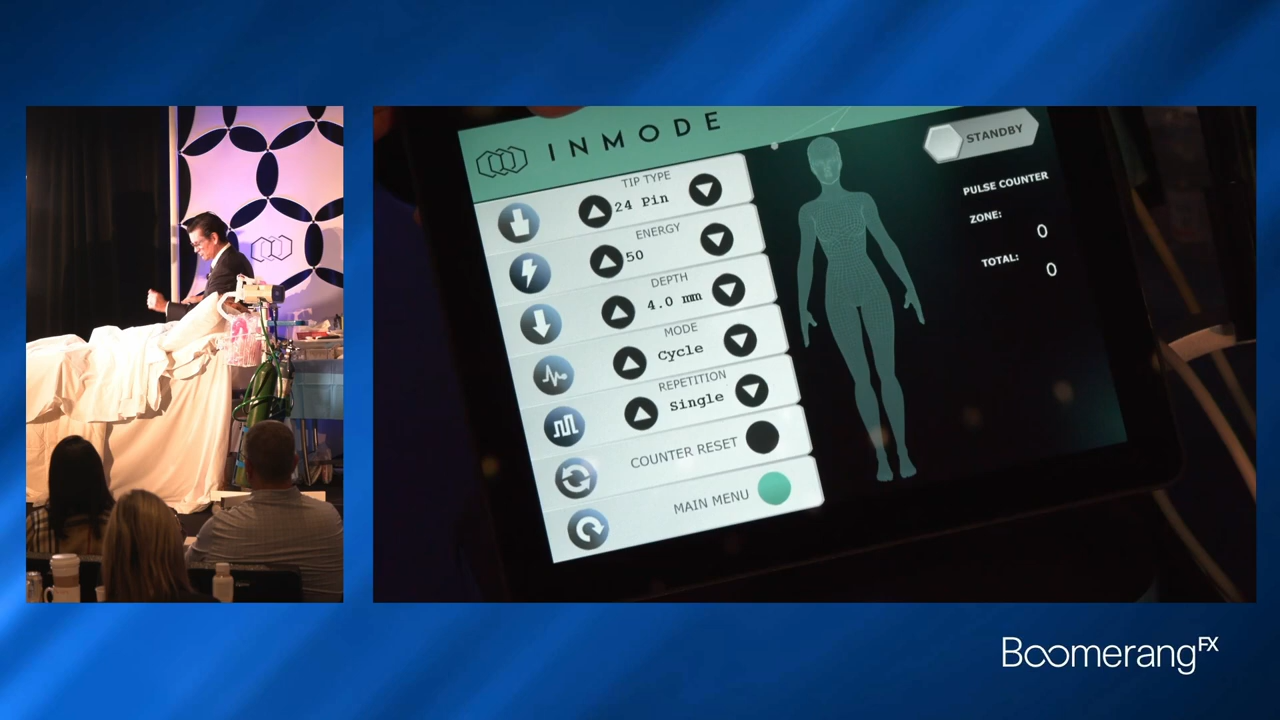 INMODE
STANDBY
TIP TYPE
24 Pin
ENERGY
50
DEPTH
4.0 mm
MODE
Cycle
REPETITION
Single
COUNTER RESET
MAIN MENU
PULSE COUNTER
ZONE:
0
TOTAL:
0
BoomerangFX